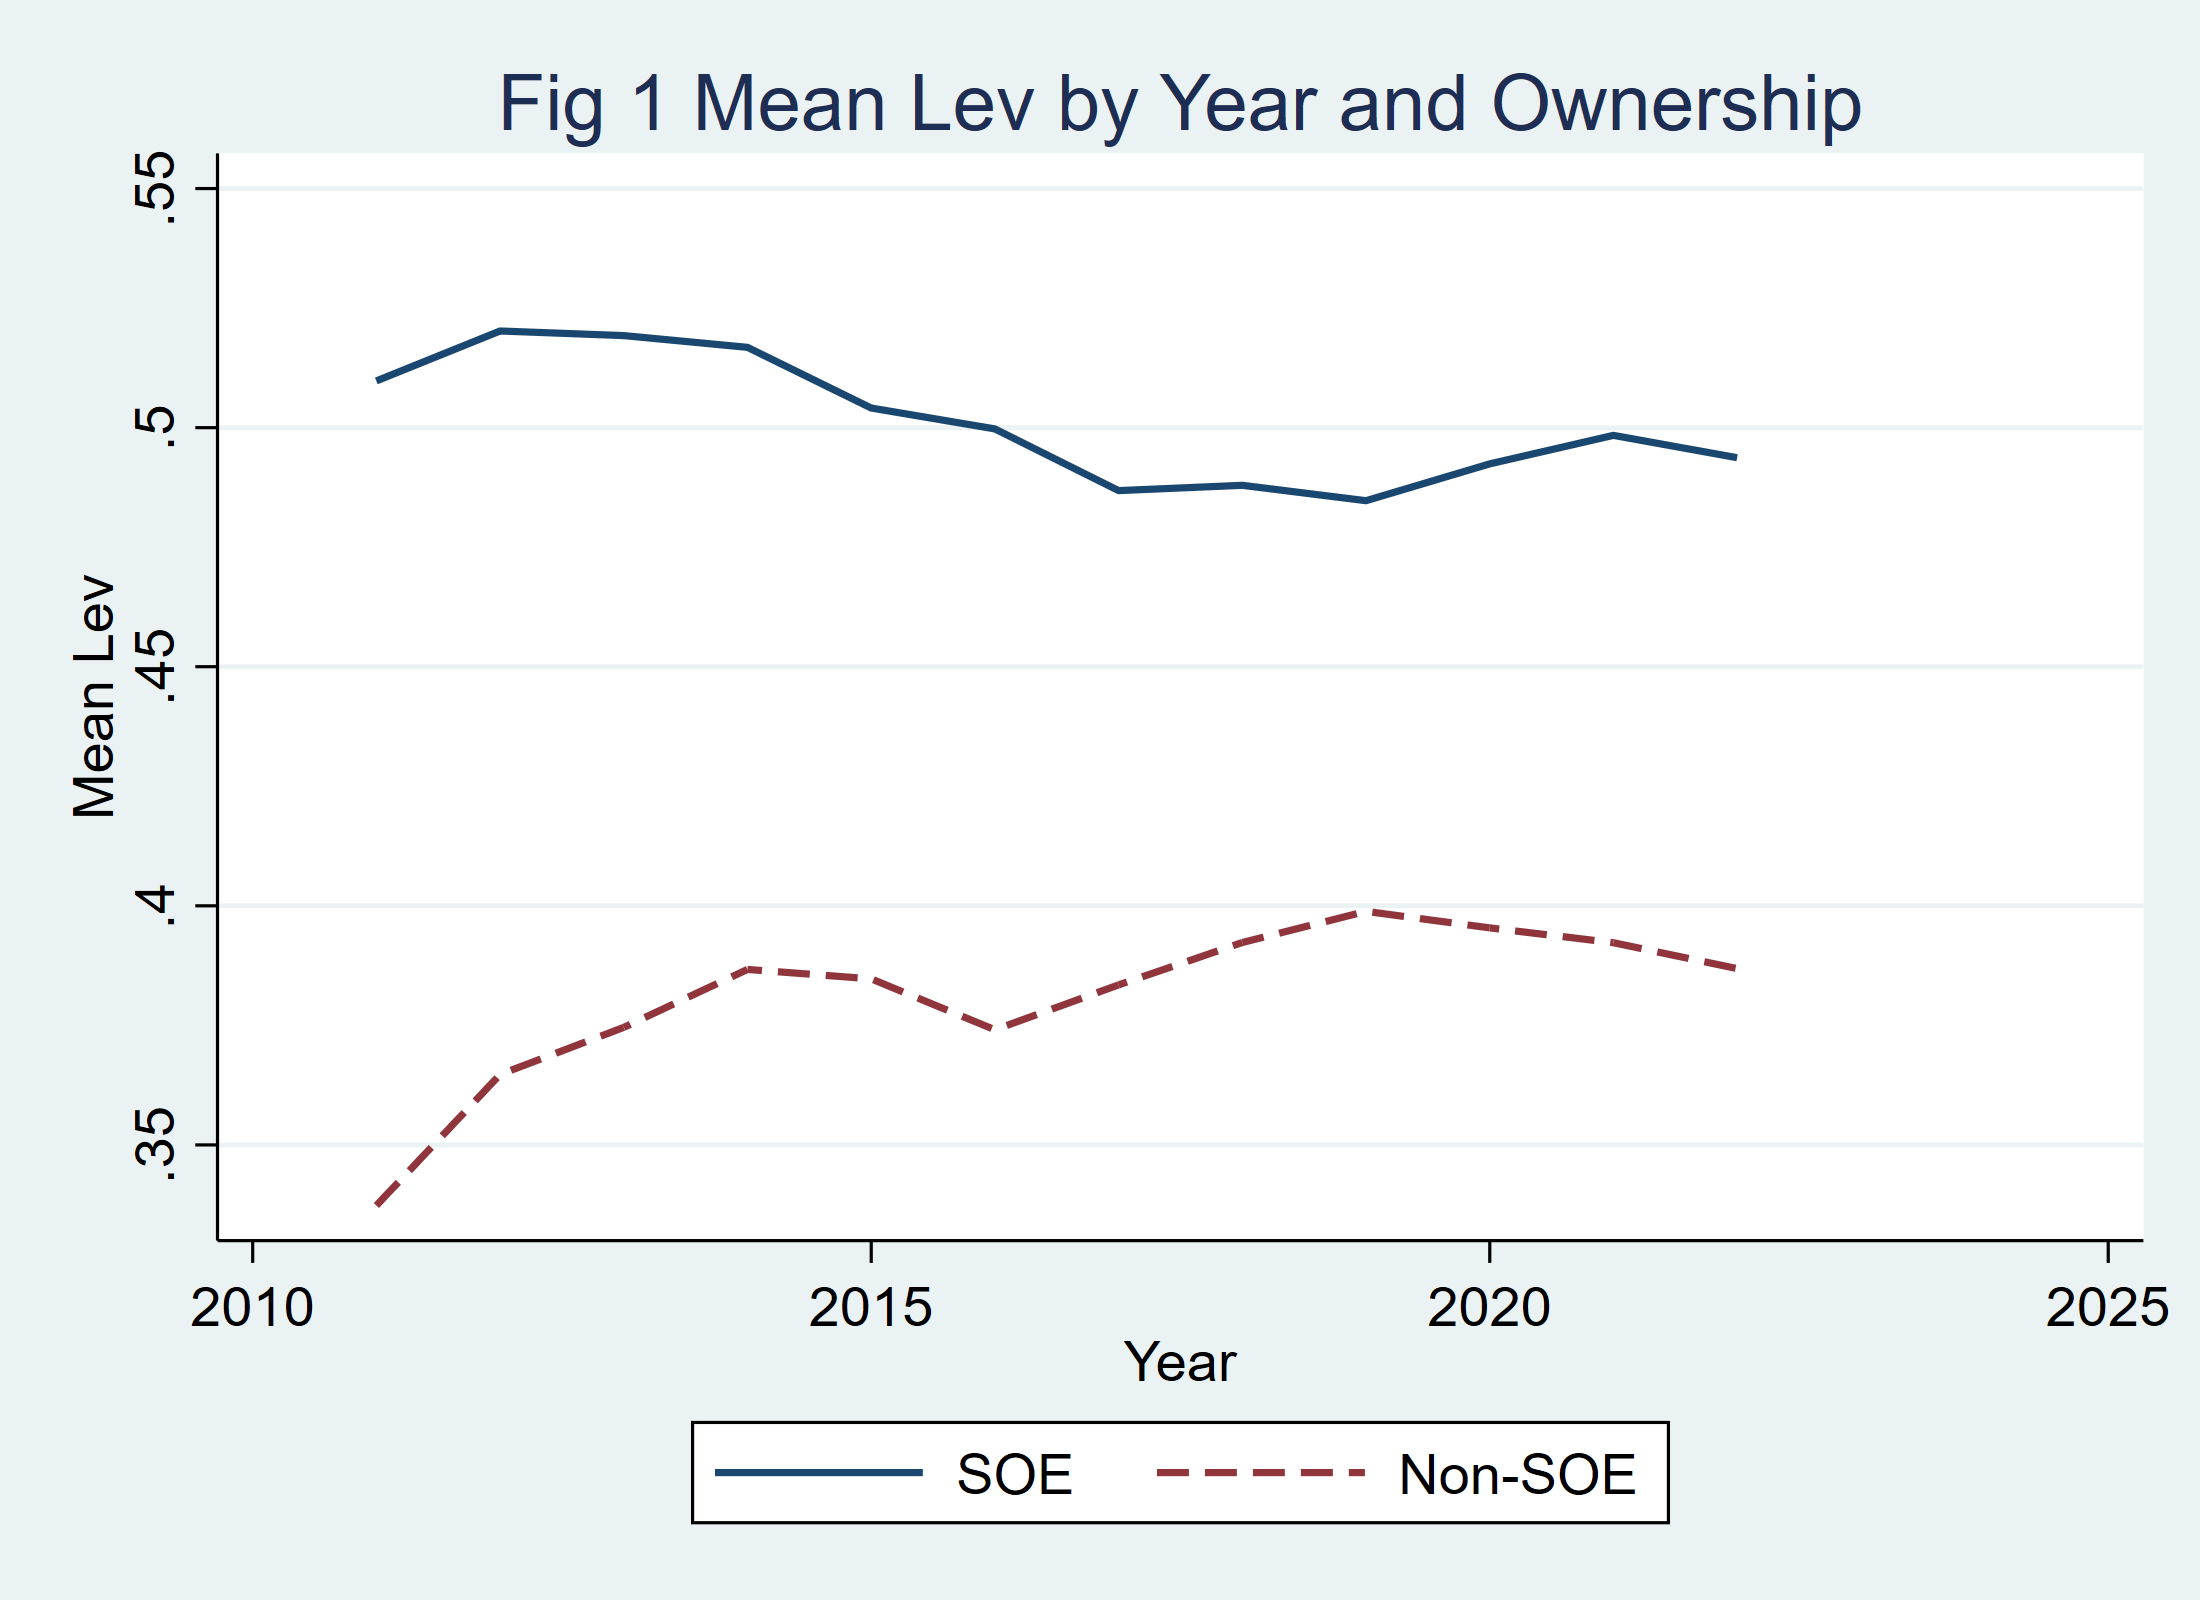 Fig 1 Mean Lev by Year and Ownership
Mean Lev
.55
.5
.45
.4
.35
2010 2015 2020 2025
Year
SOE Non-SOE